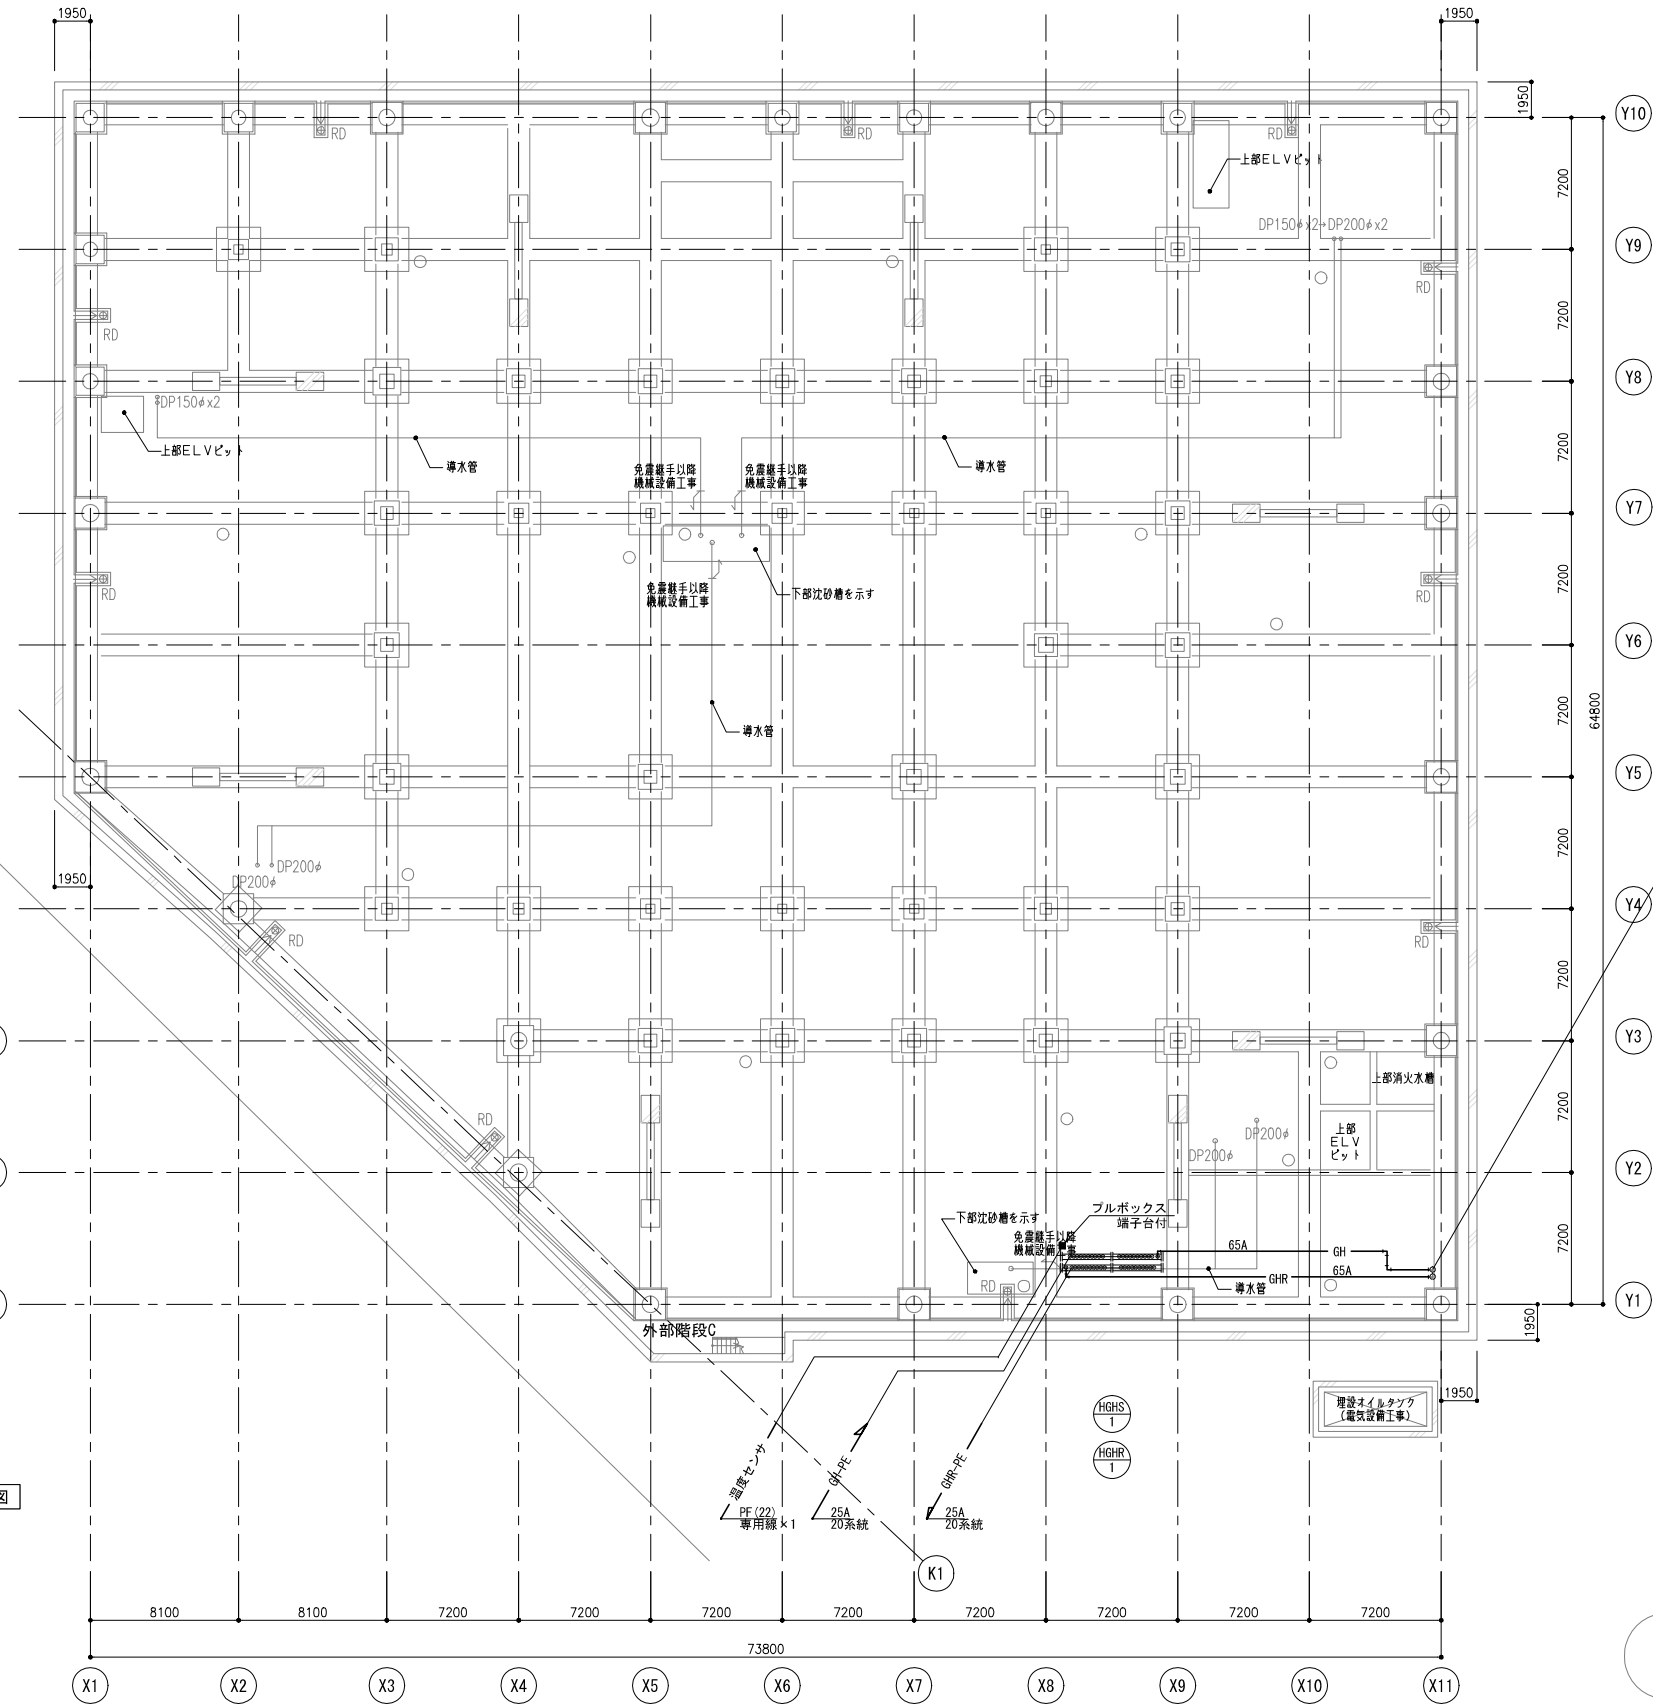 1950
1950
1950
Y10
RD
RD
RD
上部ELVピット
7200
DP150φx2→DP200φx2
Y9
RD
RD
7200
Y8
DP150φx2
上部ELVピット
導水管
導水管
7200
免震継手以降
機械設備工事
免震継手以降
機械設備工事
Y7
免震継手以降
機械設備工事
下部沈砂槽を示す
RD
RD
7200
Y6
導水管
7200
64800
Y5
DP200φ
DP200φ
1950
7200
Y4
RD
RD
7200
Y3
上部消火水槽
RD
DP200φ
DP200φ
上部
ELV
ピット
7200
Y2
プルボックス
端子台付
下部沈砂槽を示す
免震継手以降
機械設備工事
65A
GH
65A
GHR
導水管
RD
7200
Y1
外部階段C
1950
1950
HGHS
1
HGHR
1
埋設オイルタンク
(電気設備工事)
温度センサ
GH-PE
GHR-PE
PF(22)
専用線×1
25A
20系統
25A
20系統
図
K1
8100
8100
7200
7200
7200
7200
7200
7200
7200
7200
73800
X1
X2
X3
X4
X5
X6
X7
X8
X9
X10
X11